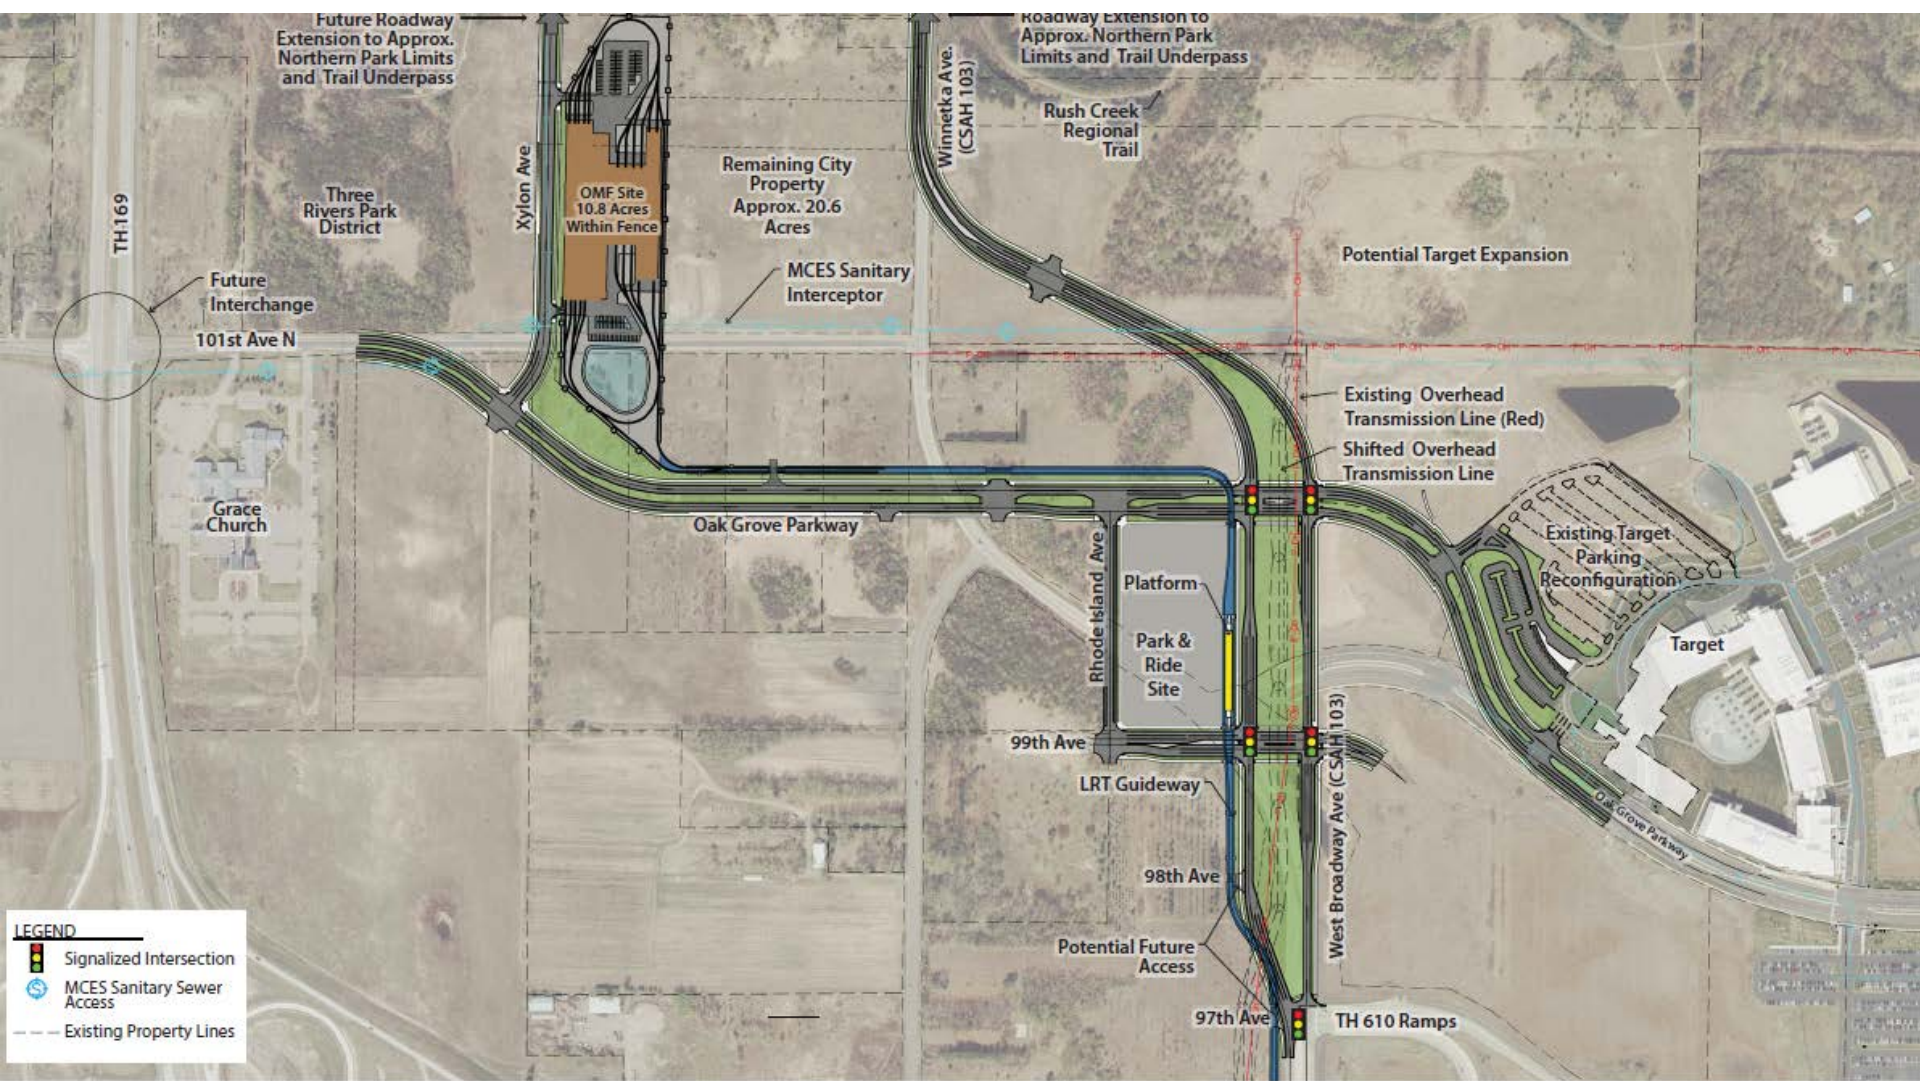 Future Roadway
Extension to Approx.
Northern Park Limits
and Trail Underpass
Roadway Extension to
Approx. Northern Park
Limits and Trail Underpass
Winnetka Ave.
(CSAH 103)
Rush Creek
Regional
Trail
TH 169
Three
Rivers Park
District
Xylon Ave
OMF Site
10.8 Acres
Within Fence
Remaining City
Property
Approx. 20.6
Acres
Potential Target Expansion
MCES Sanitary
Interceptor
Future
Interchange
101st Ave N
Existing Overhead
Transmission Line (Red)
Shifted Overhead
Transmission Line
Grace
Church
Oak Grove Parkway
Existing Target
Parking
Reconfiguration
Rhode Island Ave
Platform
Park &
Ride
Site
Target
99th Ave
LRT Guideway
West Broadway Ave (CSAH 103)
Oak Grove Parkway
98th Ave
Potential Future
Access
97th Ave
TH 610 Ramps
LEGEND
Signalized Intersection
MCES Sanitary Sewer
Access
Existing Property Lines